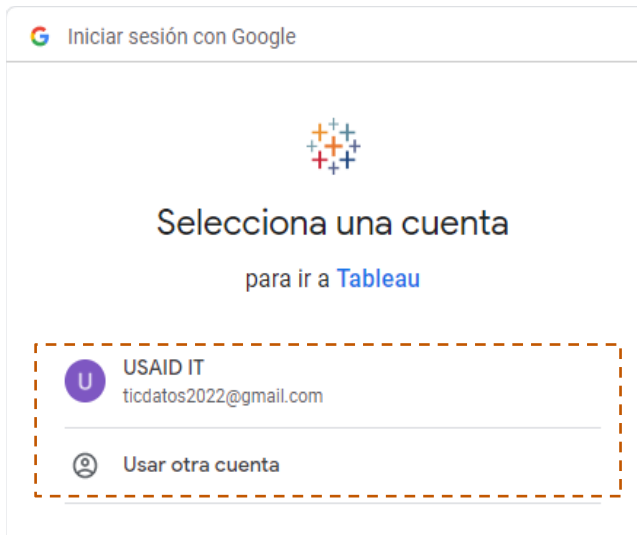 Iniciar sesión con Google
Selecciona una cuenta
para ir a Tableau
U
USAID IT
ticdatos2022@gmail.com
Usar otra cuenta